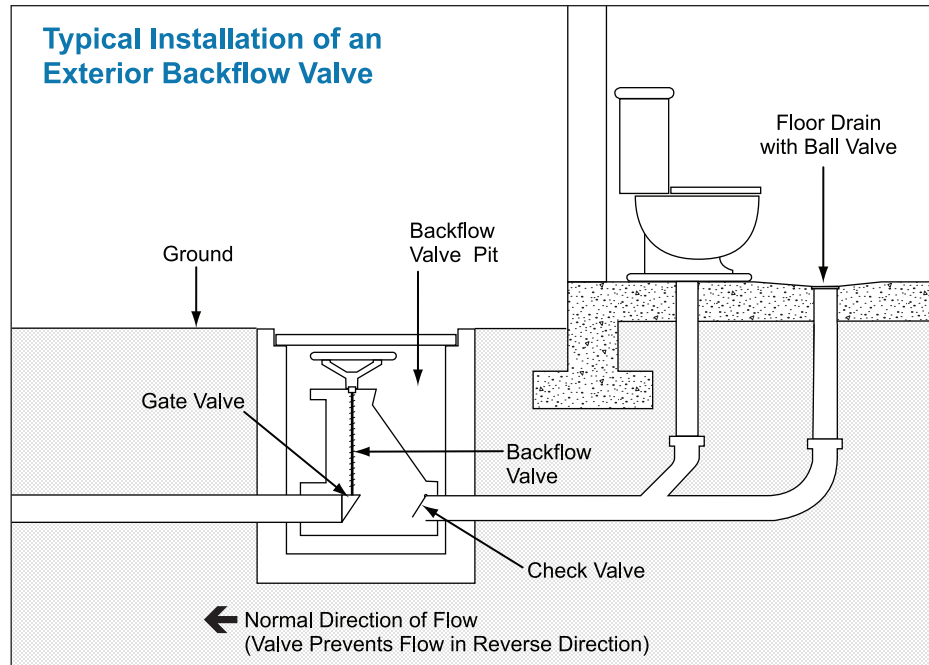 Typical Installation of an
Exterior Backflow Valve
Floor Drain
with Ball Valve
Backflow
Valve Pit
Ground
Gate Valve
Backflow
Valve
Check Valve
Normal Direction of Flow
(Valve Prevents Flow in Reverse Direction)